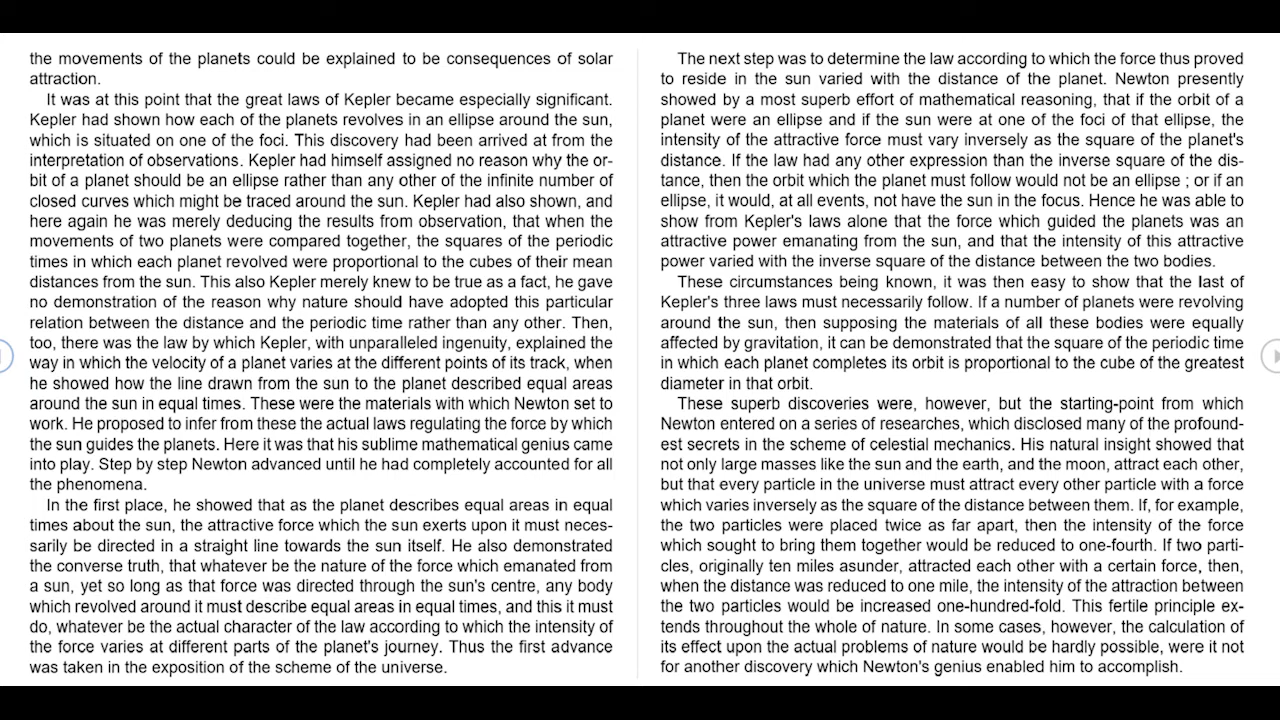 the movements of the planets could be explained to be consequences of solar
attraction.
It was at this point that the great laws of Kepler became especially significant.
Kepler had shown how each of the planets revolves in an ellipse around the sun,
which is situated on one of the foci. This discovery had been arrived at from the
interpretation of observations. Kepler had himself assigned no reason why the or-
bit of a planet should be an ellipse rather than any other of the infinite number of
closed curves which might be traced around the sun. Kepler had also shown, and
here again he was merely deducing the results from observation, that when the
movements of two planets were compared together, the squares of the periodic
times in which each planet revolved were proportional to the cubes of their mean
distances from the sun. This also Kepler merely knew to be true as a fact, he gave
no demonstration of the reason why nature should have adopted this particular
relation between the distance and the periodic time rather than any other. Then,
too, there was the law by which Kepler, with unparalleled ingenuity, explained the
way in which the velocity of a planet varies at the different points of its track, when
he showed how the line drawn from the sun to the planet described equal areas
around the sun in equal times. These were the materials with which Newton set to
work. He proposed to infer from these the actual laws regulating the force by which
the sun guides the planets. Here it was that his sublime mathematical genius came
into play. Step by step Newton advanced until he had completely accounted for all
the phenomena.
In the first place, he showed that as the planet describes equal areas in equal
times about the sun, the attractive force which the sun exerts upon it must neces-
sarily be directed in a straight line towards the sun itself. He also demonstrated
the converse truth, that whatever be the nature of the force which emanated from
a sun, yet so long as that force was directed through the sun's centre, any body
which revolved around it must describe equal areas in equal times, and this it must
do, whatever be the actual character of the law according to which the intensity of
the force varies at different parts of the planet's journey. Thus the first advance
was taken in the exposition of the scheme of the universe.
The next step was to determine the law according to which the force thus proved
to reside in the sun varied with the distance of the planet. Newton presently
showed by a most superb effort of mathematical reasoning, that if the orbit of a
planet were an ellipse and if the sun were at one of the foci of that ellipse, the
intensity of the attractive force must vary inversely as the square of the planet's
distance. If the law had any other expression than the inverse square of the dis-
tance, then the orbit which the planet must follow would not be an ellipse ; or if an
ellipse, it would, at all events, not have the sun in the focus. Hence he was able to
show from Kepler's laws alone that the force which guided the planets was an
attractive power emanating from the sun, and that the intensity of this attractive
power varied with the inverse square of the distance between the two bodies.
These circumstances being known, it was then easy to show that the last of
Kepler's three laws must necessarily follow. If a number of planets were revolving
around the sun, then supposing the materials of all these bodies were equally
affected by gravitation, it can be demonstrated that the square of the periodic time
in which each planet completes its orbit is proportional to the cube of the greatest
diameter in that orbit.
These superb discoveries were, however, but the starting-point from which
Newton entered on a series of researches, which disclosed many of the profound-
est secrets in the scheme of celestial mechanics. His natural insight showed that
not only large masses like the sun and the earth, and the moon, attract each other,
but that every particle in the universe must attract every other particle with a force
which varies inversely as the square of the distance between them. If, for example,
the two particles were placed twice as far apart, then the intensity of the force
which sought to bring them together would be reduced to one-fourth. If two parti-
cles, originally ten miles asunder, attracted each other with a certain force, then,
when the distance was reduced to one mile, the intensity of the attraction between
the two particles would be increased one-hundred-fold. This fertile principle ex-
tends throughout the whole of nature. In some cases, however, the calculation of
its effect upon the actual problems of nature would be hardly possible, were it not
for another discovery which Newton's genius enabled him to accomplish.